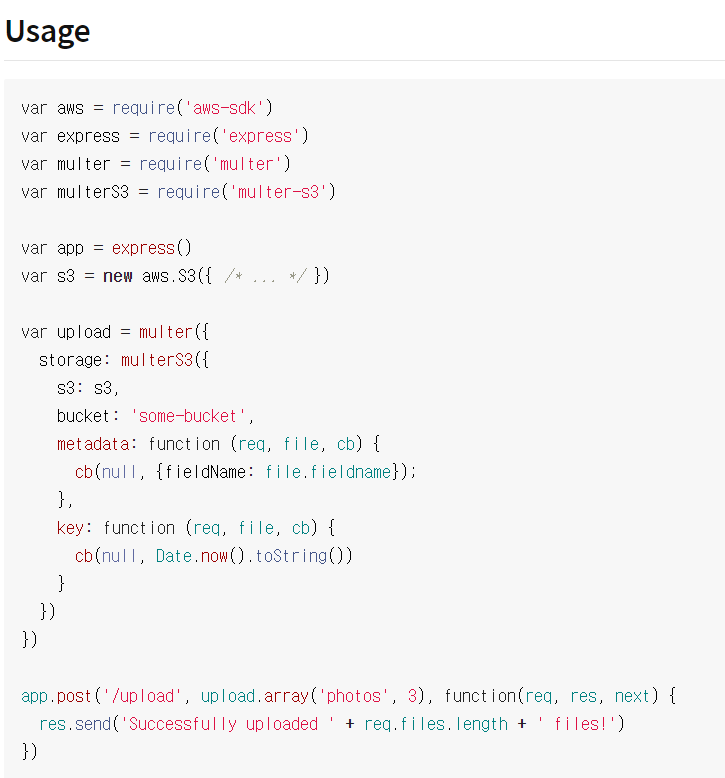 Usage
var aws = require('aws-sdk')
var express = require('express')
var multer = require('multer')
var multerS3 = require('multer-s3')
var app = express()
var s3 = new aws.S3({ /* ... */ })
var upload = multer({
  storage: multerS3({
    s3: s3,
    bucket: 'some-bucket',
    metadata: function (req, file, cb) {
      cb(null, {fieldName: file.fieldname});
    },
    key: function (req, file, cb) {
      cb(null, Date.now().toString())
    }
  })
})
app.post('/upload', upload.array('photos', 3), function(req, res, next) {
  res.send('Successfully uploaded ' + req.files.length + ' files!')
})